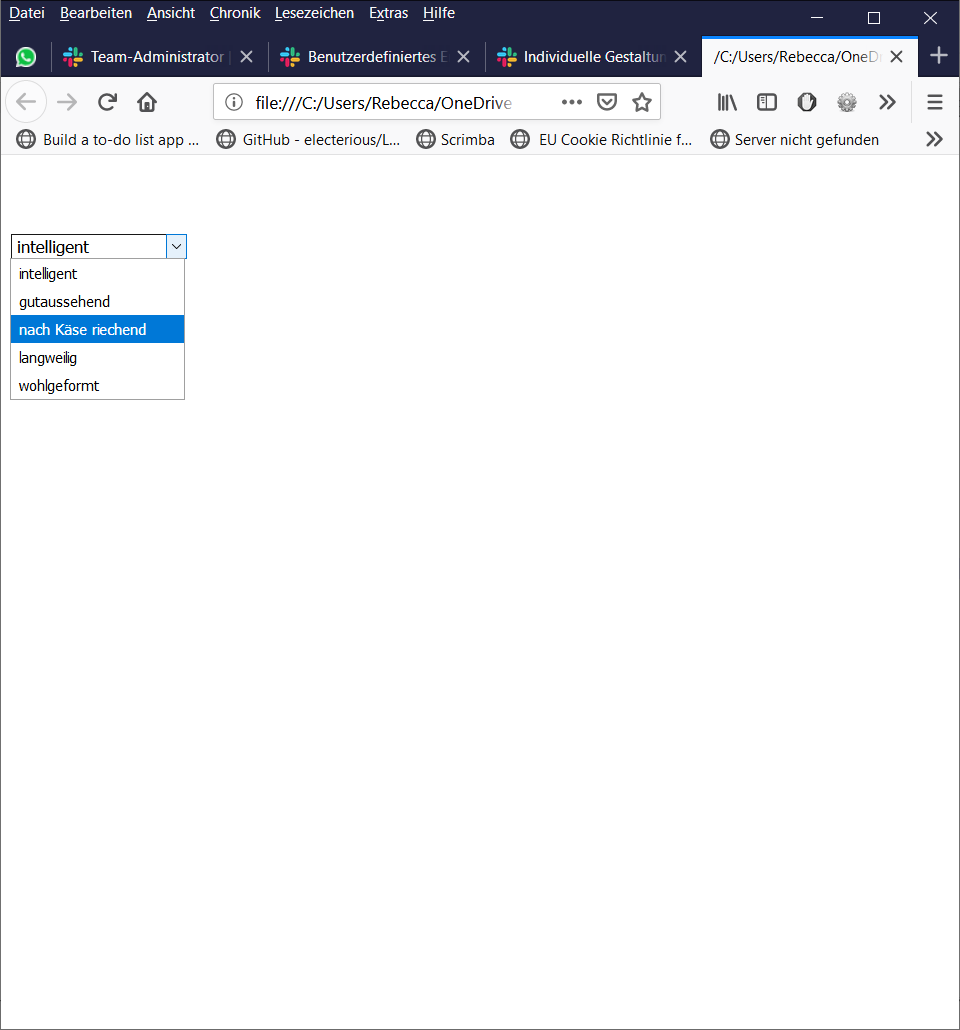 Datei Bearbeiten Ansicht Chronik Lesezeichen Extras Hilfe
Team-Administrator | Benutzerdefiniertes E Individuelle Gestaltun /C:/Users/Rebecca/OneDri
file:///C:/Users/Rebecca/OneDrive
Build a to-do list app ... GitHub - electerious/L... Scrimba EU Cookie Richtlinie f... Server nicht gefunden
intelligent
intelligent
gutaussehend
nach Käse riechend
langweilig
wohlgeformt